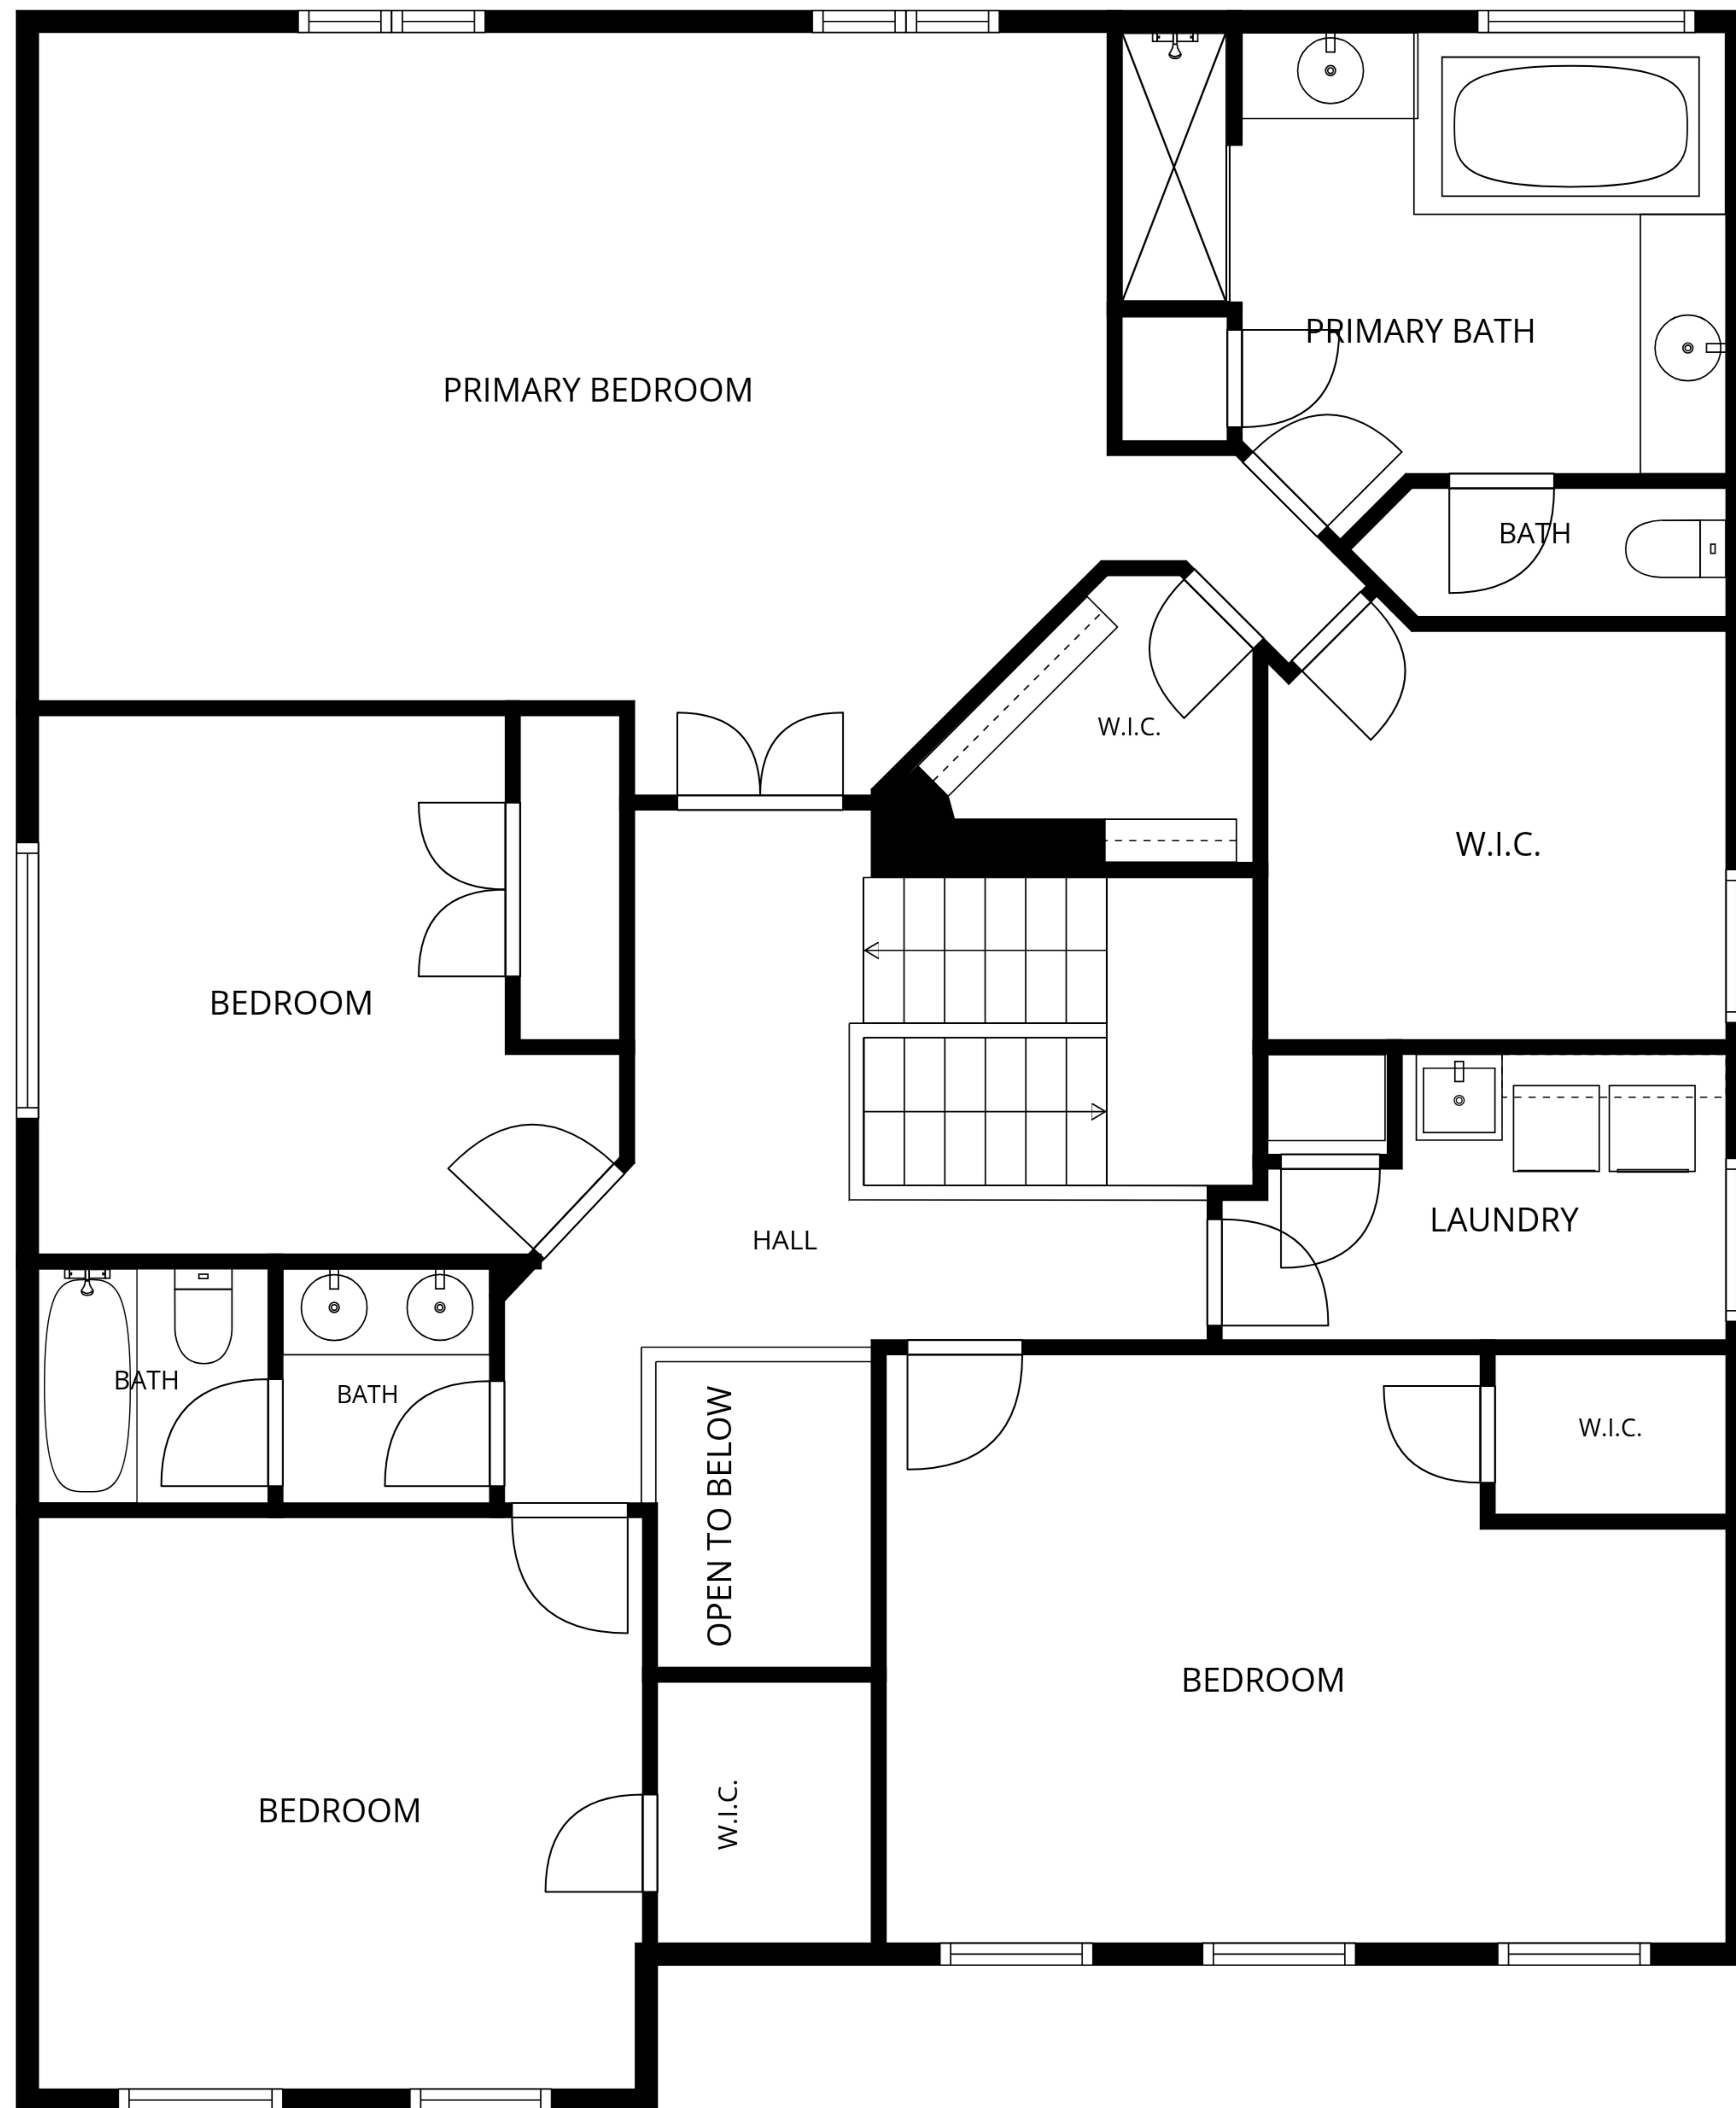 PRIMARY BATH
PRIMARY BEDROOM
BATH
W.I.C.
W.I.C.
BEDROOM
LAUNDRY
HALL
BATH
BATH
W.I.C.
OPEN TO BELOW
BEDROOM
BEDROOM
W.I.C.